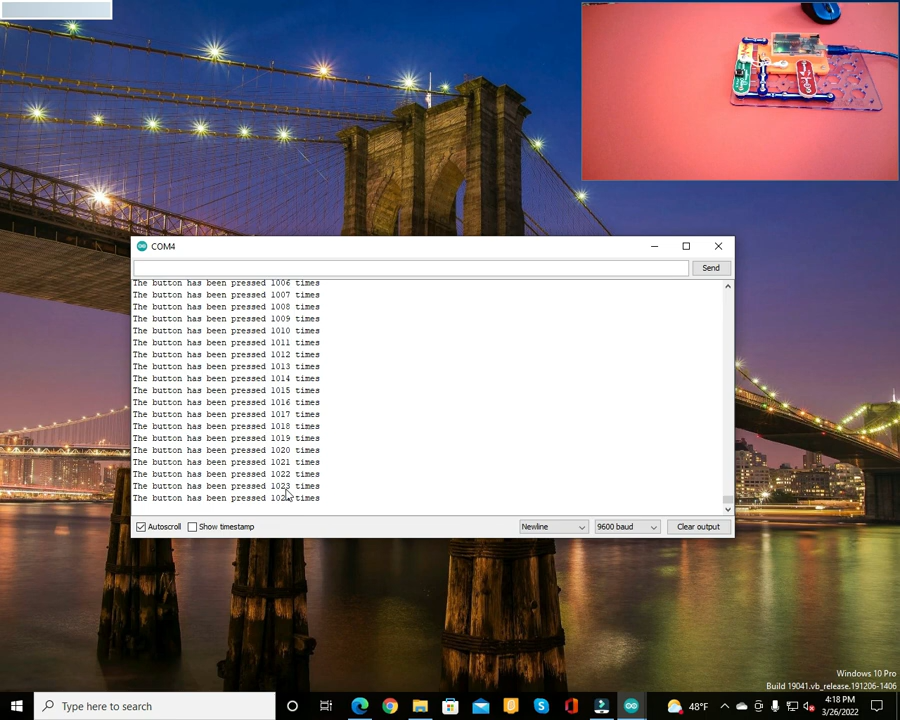 COM4
Send
The button has been pressed 1006 times
The button has been pressed 1007 times
The button has been pressed 1008 times
The button has been pressed 1009 times
The button has been pressed 1010 times
The button has been pressed 1011 times
The button has been pressed 1012 times
The button has been pressed 1013 times
The button has been pressed 1014 times
The button has been pressed 1015 times
The button has been pressed 1016 times
The button has been pressed 1017 times
The button has been pressed 1018 times
The button has been pressed 1019 times
The button has been pressed 1020 times
The button has been pressed 1021 times
The button has been pressed 1022 times
The button has been pressed 1023 times
The button has been pressed times
Autoscroll Show timestamp Newline 9600 baud Clear output
Windows 10 Pro
Build 19041.vb_release.191206-1406
Type here to search
48°F
4:18 PM
3/26/2022